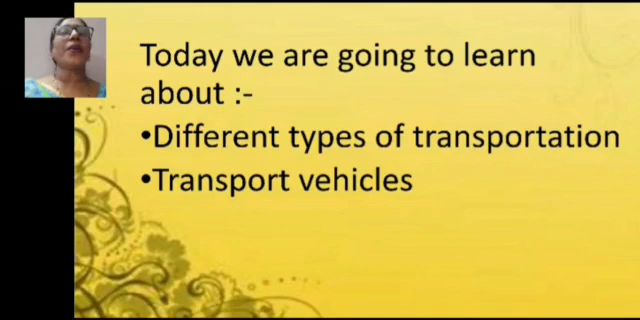 Today we are going to learn
about :-
•Different types of transportation
•Transport vehicles